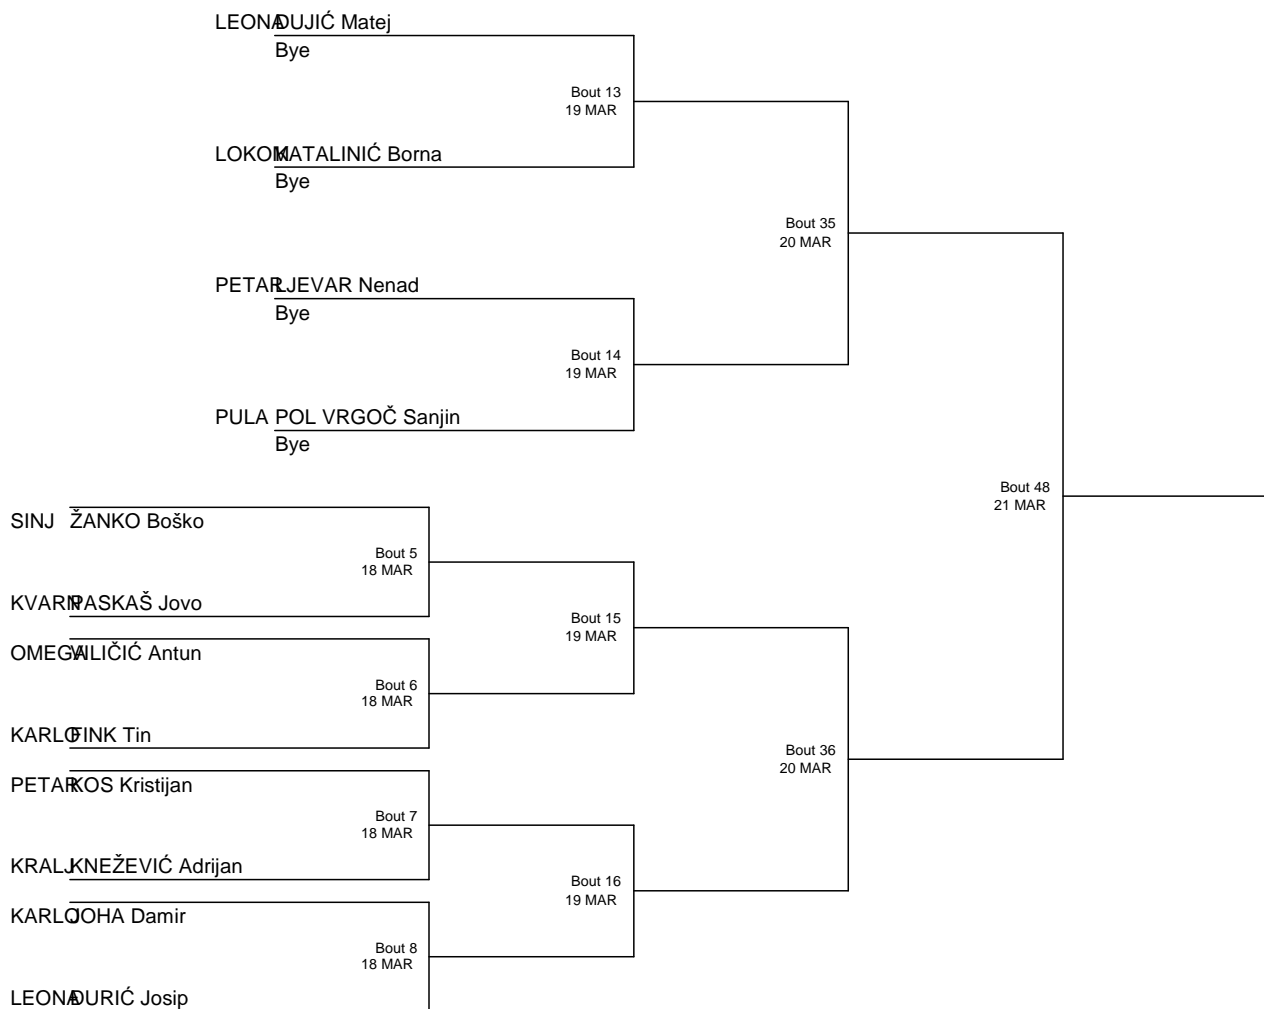 LEONA DUJIĆ Matej
Bye
Bout 13
19 MAR
LOKOM KATALINIĆ Borna
Bye
Bout 35
20 MAR
PETAR LJEVAR Nenad
Bye
Bout 14
19 MAR
PULA POL VRGOČ Sanjin
Bye
Bout 48
21 MAR
SINJ ŽANKO Boško
Bout 5
18 MAR
KVARN PASKAŠ Jovo
Bout 15
19 MAR
OMEGA VILIČIĆ Antun
Bout 6
18 MAR
KARLO FINK Tin
Bout 36
20 MAR
PETAR KOS Kristijan
Bout 7
18 MAR
KRALJ KNEŽEVIĆ Adrijan
Bout 16
19 MAR
KARLO JOHA Damir
Bout 8
18 MAR
LEONA ĐURIĆ Josip